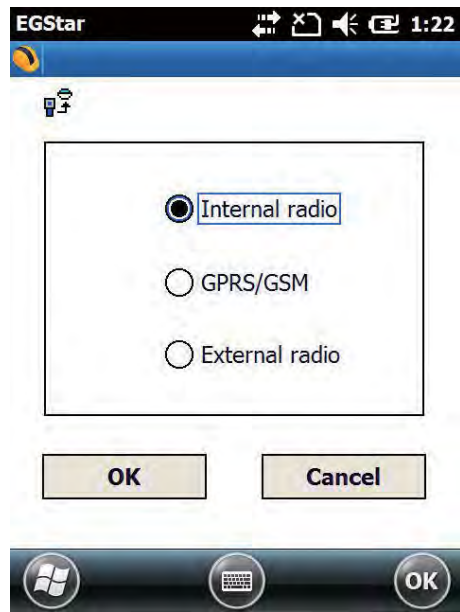 EGStar 1:22
Internal radio
GPRS/GSM
External radio
OK Cancel
OK